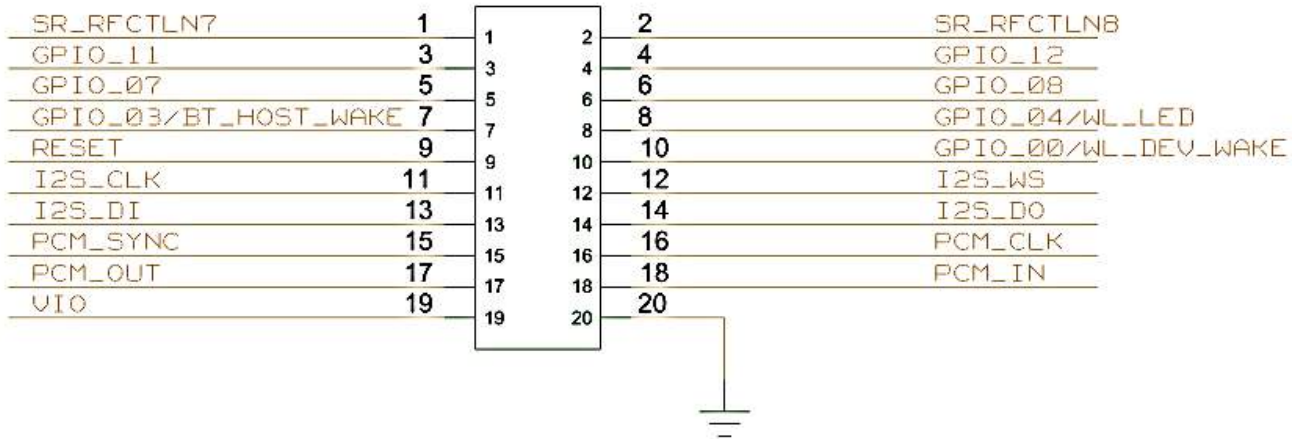 SR_RFCTLN7 1 1 2 2 SR_RFCTLN8
GPIO_11 3 3 4 4 GPIO_12
GPIO_07 5 5 6 6 GPIO_08
GPIO_03/BT_HOST_WAKE 7 7 8 8 GPIO_04/WL_LED
RESET 9 9 10 10 GPIO_00/WL_DEV_WAKE
I2S_CLK 11 11 12 12 I2S_WS
I2S_DI 13 13 14 14 I2S_DO
PCM_SYNC 15 15 16 16 PCM_CLK
PCM_OUT 17 17 18 18 PCM_IN
VIO 19 19 20 20